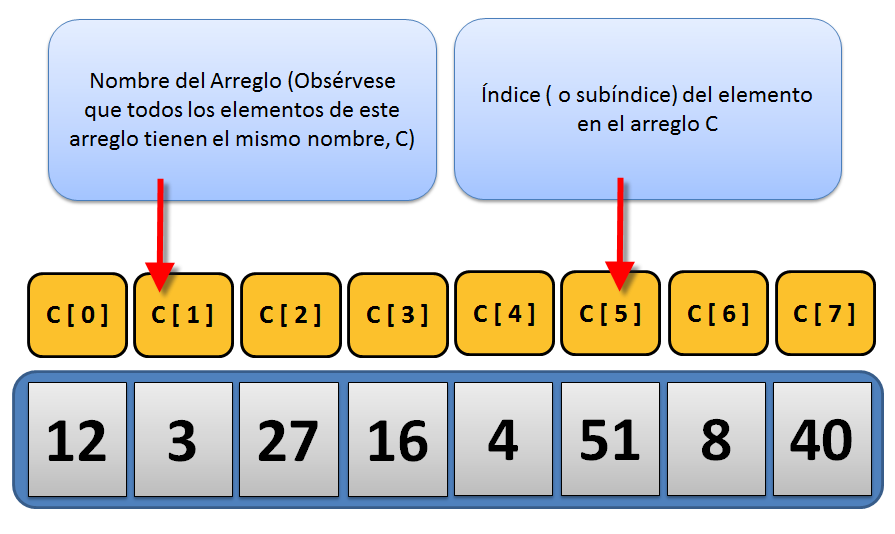 Nombre del Arreglo (Obsérvese
que todos los elementos de este
arreglo tienen el mismo nombre, C)
Índice ( o subíndice) del elemento
en el arreglo C
C [ 0 ] C [ 1 ] C [ 2 ] C [ 3 ] C [ 4 ] C [ 5 ] C [ 6 ] C [ 7 ]
12 3 27 16 4 51 8 40